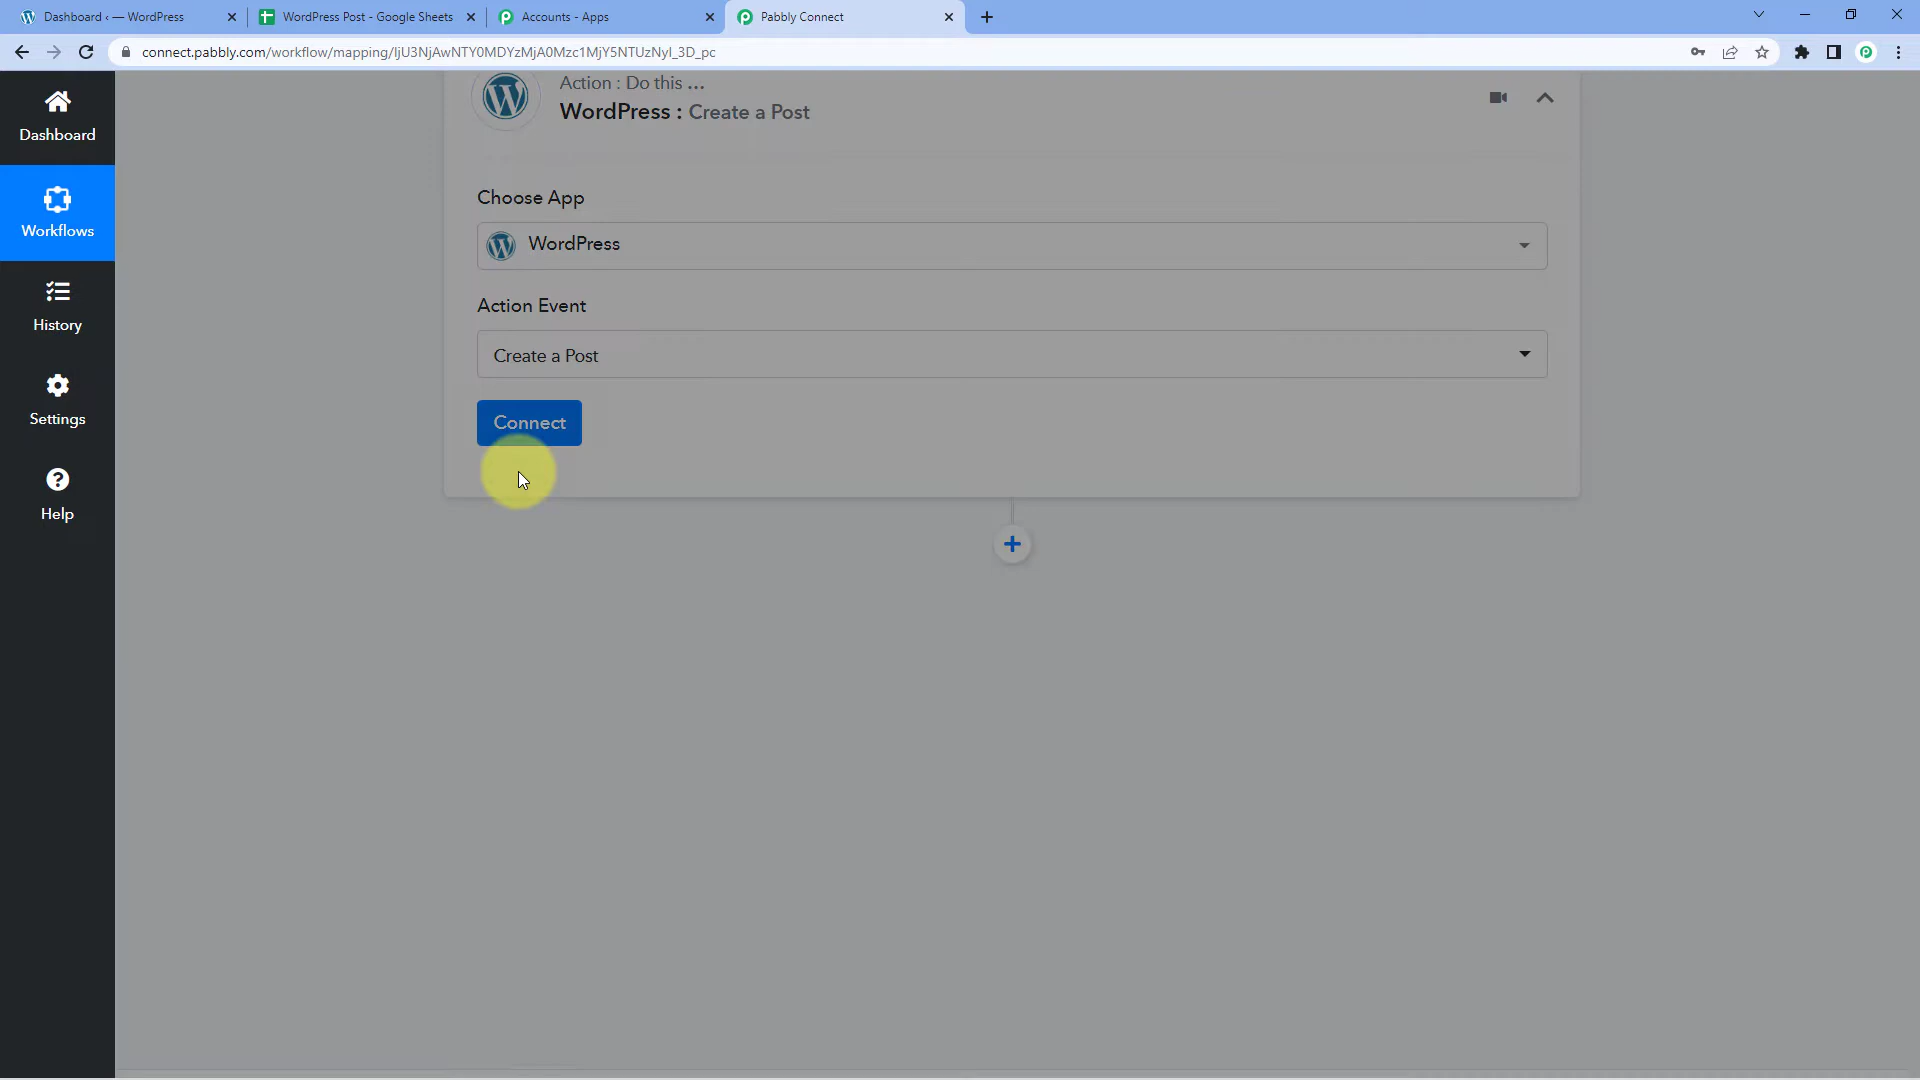 Dashboard ‹ — WordPress
WordPress Post - Google Sheets
Accounts - Apps
Pabbly Connect
connect.pabbly.com/workflow/mapping/IjU3NjAwNTY0MDYzMjA0Mzc1MjY5NTUzNyI_3D_pc
Dashboard
Workflows
History
Settings
Help
Action : Do this ...
WordPress : Create a Post
Choose App
WordPress
Action Event
Create a Post
Connect